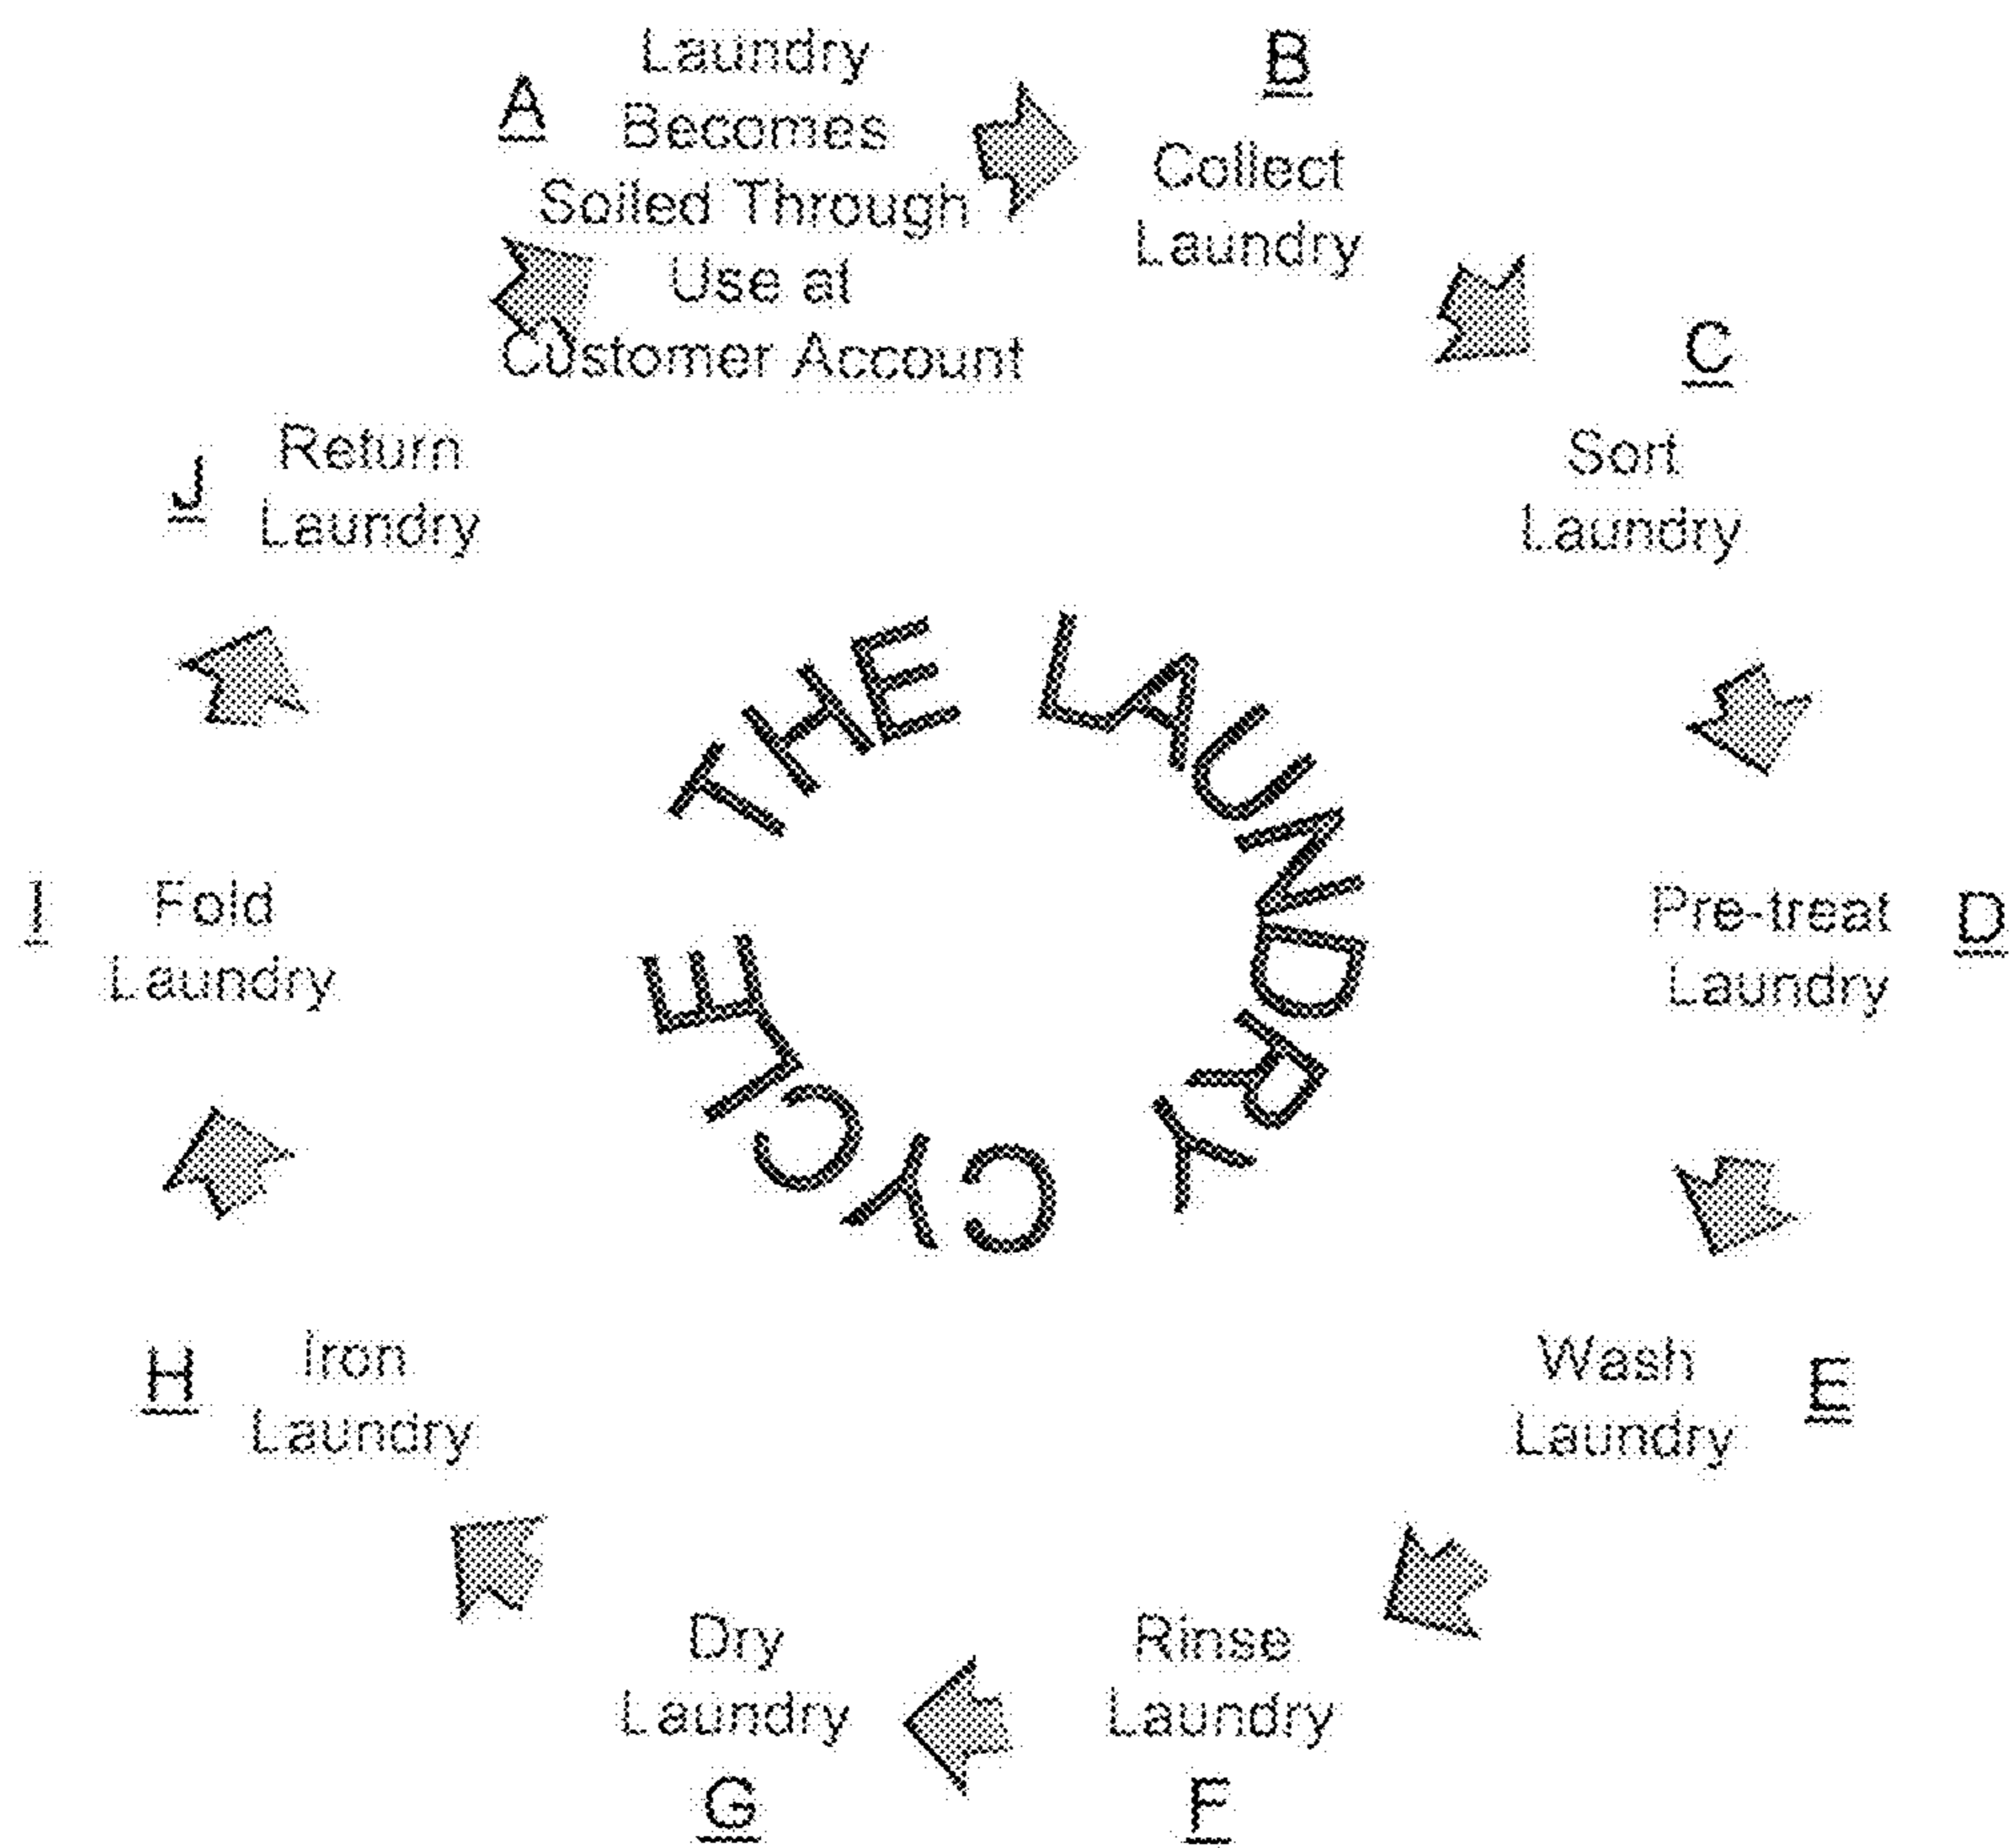 A
Laundry
Becomes
Soiled Through
Use at
Customer Account
B
Collect
Laundry
C
Sort
Laundry
Pre-treat
Laundry
D
Wash
Laundry
E
Rinse
Laundry
F
Dry
Laundry
G
H
Iron
Laundry
I
Fold
Laundry
J
Return
Laundry
THE LAUNDRY CYCLE